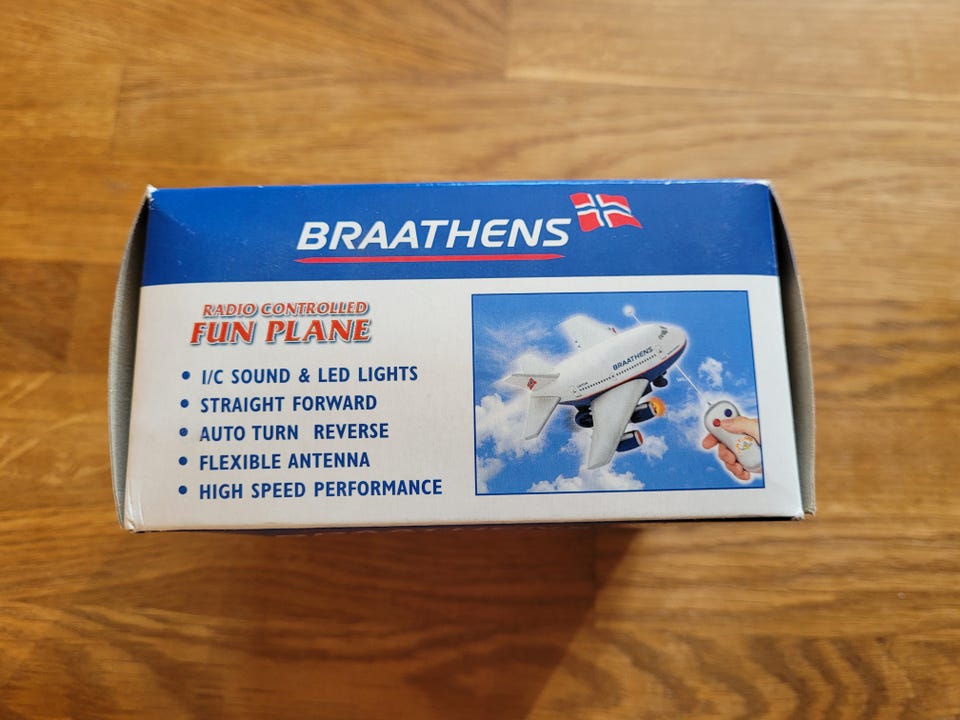 BRAATHENS
RADIO CONTROLLED
FUN PLANE
• I/C SOUND & LED LIGHTS
• STRAIGHT FORWARD
• AUTO TURN REVERSE
• FLEXIBLE ANTENNA
• HIGH SPEED PERFORMANCE
BRAATHENS